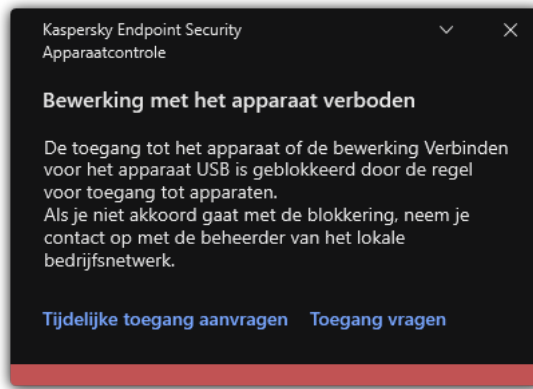 Kaspersky Endpoint Security
Apparaatcontrole
Bewerking met het apparaat verboden
De toegang tot het apparaat of de bewerking Verbinden
voor het apparaat USB is geblokkeerd door de regel
voor toegang tot apparaten.
Als je niet akkoord gaat met de blokkering, neem je
contact op met de beheerder van het lokale
bedrijfsnetwerk.
Tijdelijke toegang aanvragen Toegang vragen